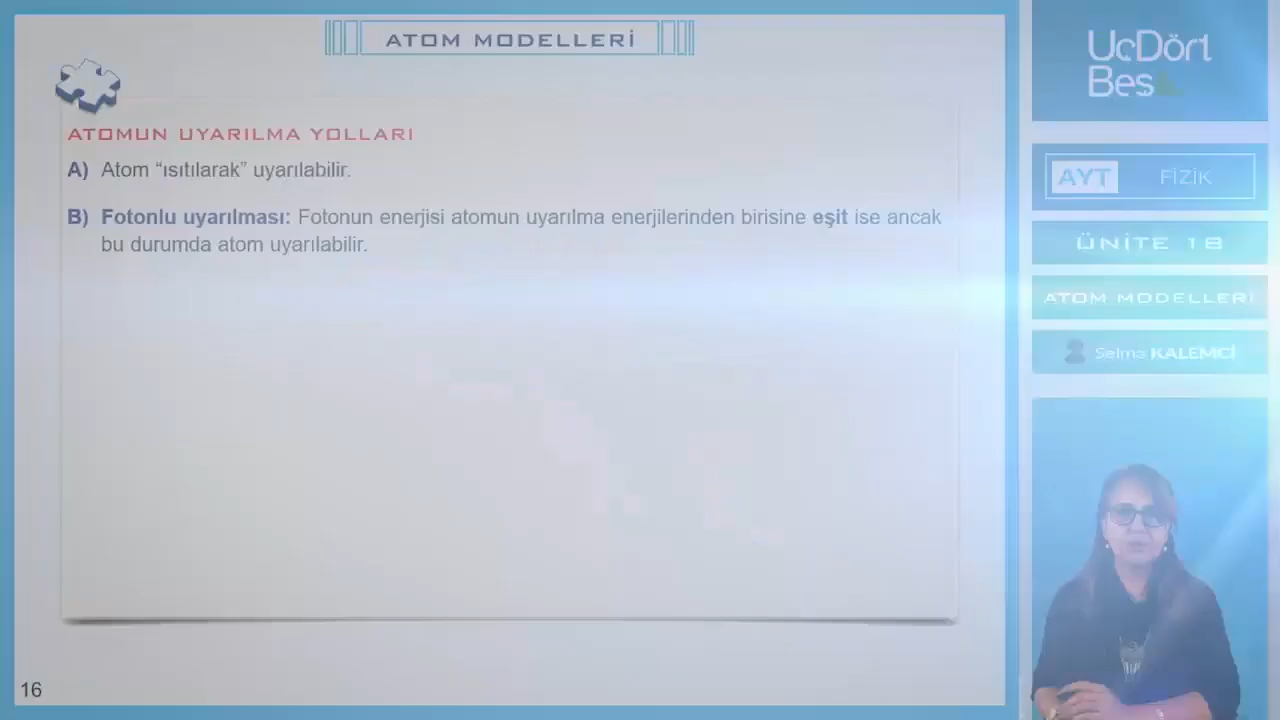 ATOM MODELLERİ
ATOMUN UYARILMA YOLLARI
A) Atom “ısıtılarak” uyarılabilir.
B) Fotonlu uyarılması: Fotonun enerjisi atomun uyarılma enerjilerinden birisine eşit ise ancak
bu durumda atom uyarılabilir.
16
UcDört
Bes
AYT FİZİK
ÜNİTE 18
ATOM MODELLERİ
Selma KALEMCİ